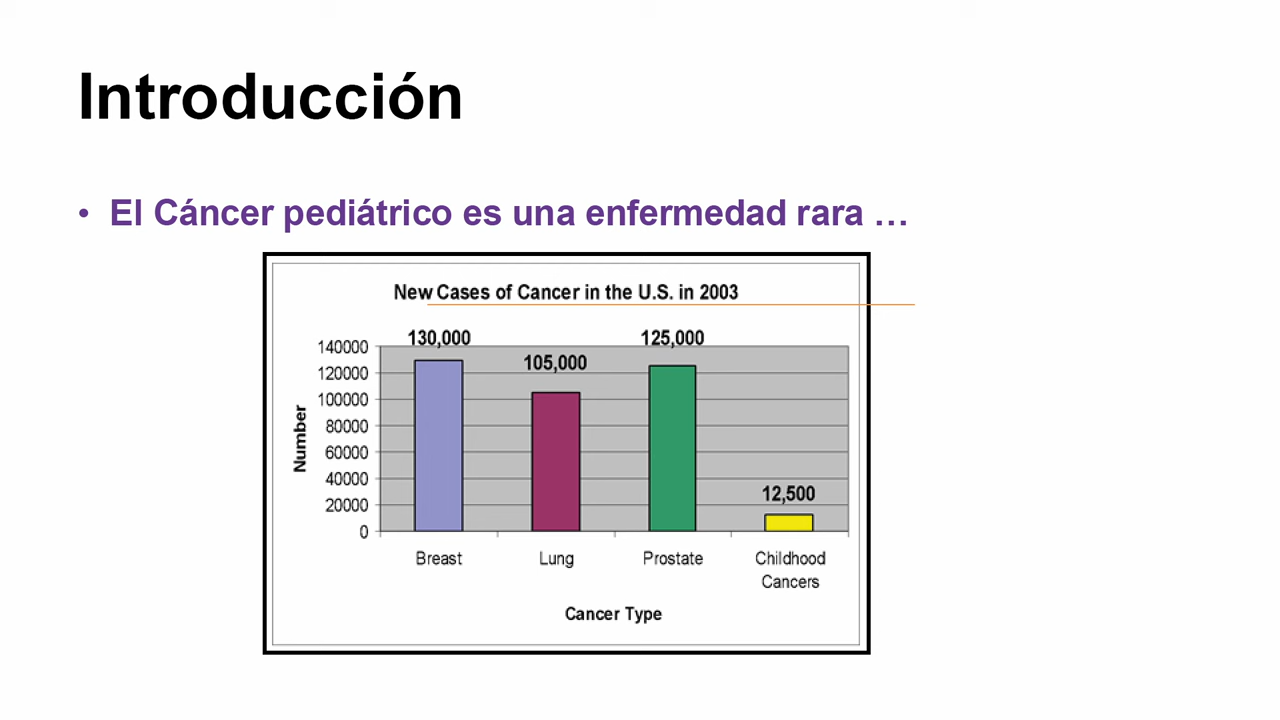 Introducción
• El Cáncer pediátrico es una enfermedad rara …
New Cases of Cancer in the U.S. in 2003
130,000
125,000
105,000
12,500
140000
120000
100000
80000
60000
40000
20000
0
Number
Breast
Lung
Prostate
Childhood
Cancers
Cancer Type